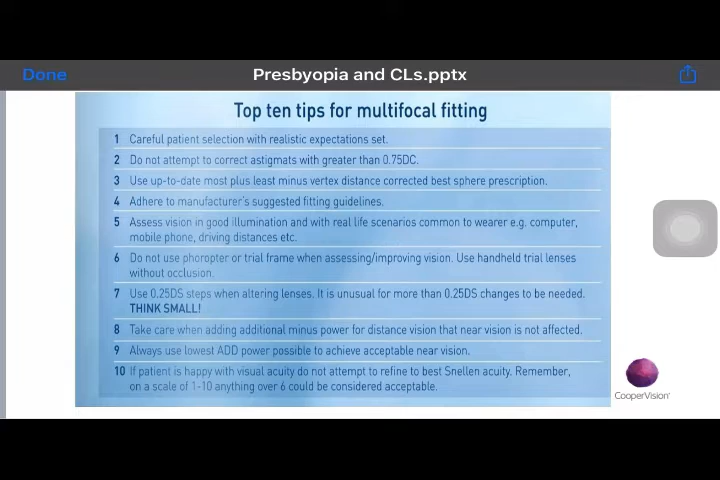 Done
Presbyopia and CLs.pptx
Top ten tips for multifocal fitting
1 Careful patient selection with realistic expectations set.
2 Do not attempt to correct astigmats with greater than 0.75DC.
3 Use up-to-date most plus least minus vertex distance corrected best sphere prescription.
4 Adhere to manufacturer's suggested fitting guidelines.
5 Assess vision in good illumination and with real life scenarios common to wearer e.g. computer,
mobile phone, driving distances etc.
6 Do not use phoropter or trial frame when assessing/improving vision. Use handheld trial lenses
without occlusion.
7 Use 0.25DS steps when altering lenses. It is unusual for more than 0.25DS changes to be needed.
THINK SMALL!
8 Take care when adding additional minus power for distance vision that near vision is not affected.
9 Always use lowest ADD power possible to achieve acceptable near vision.
10 If patient is happy with visual acuity do not attempt to refine to best Snellen acuity. Remember,
on a scale of 1-10 anything over 6 could be considered acceptable.
CooperVision